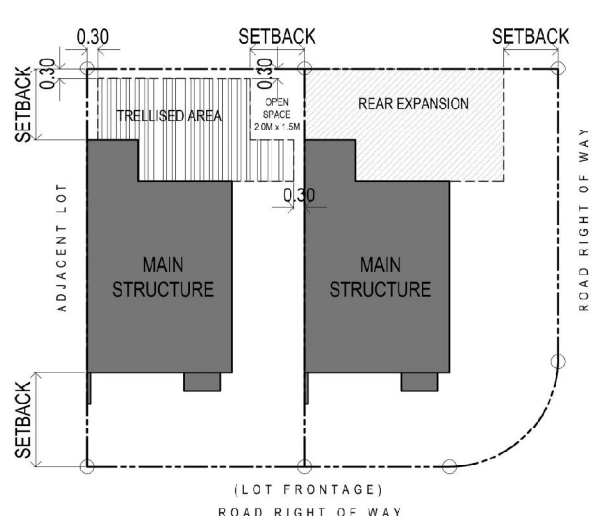 0.30
SETBACK
SETBACK
0.30
0.30
SETBACK
TRELLISED AREA
OPEN
SPACE
2.0M x 1.5M
REAR EXPANSION
0.30
ADJACENT LOT
MAIN
STRUCTURE
MAIN
STRUCTURE
ROAD RIGHT OF WAY
SETBACK
(LOT FRONTAGE)
ROAD RIGHT OF WAY